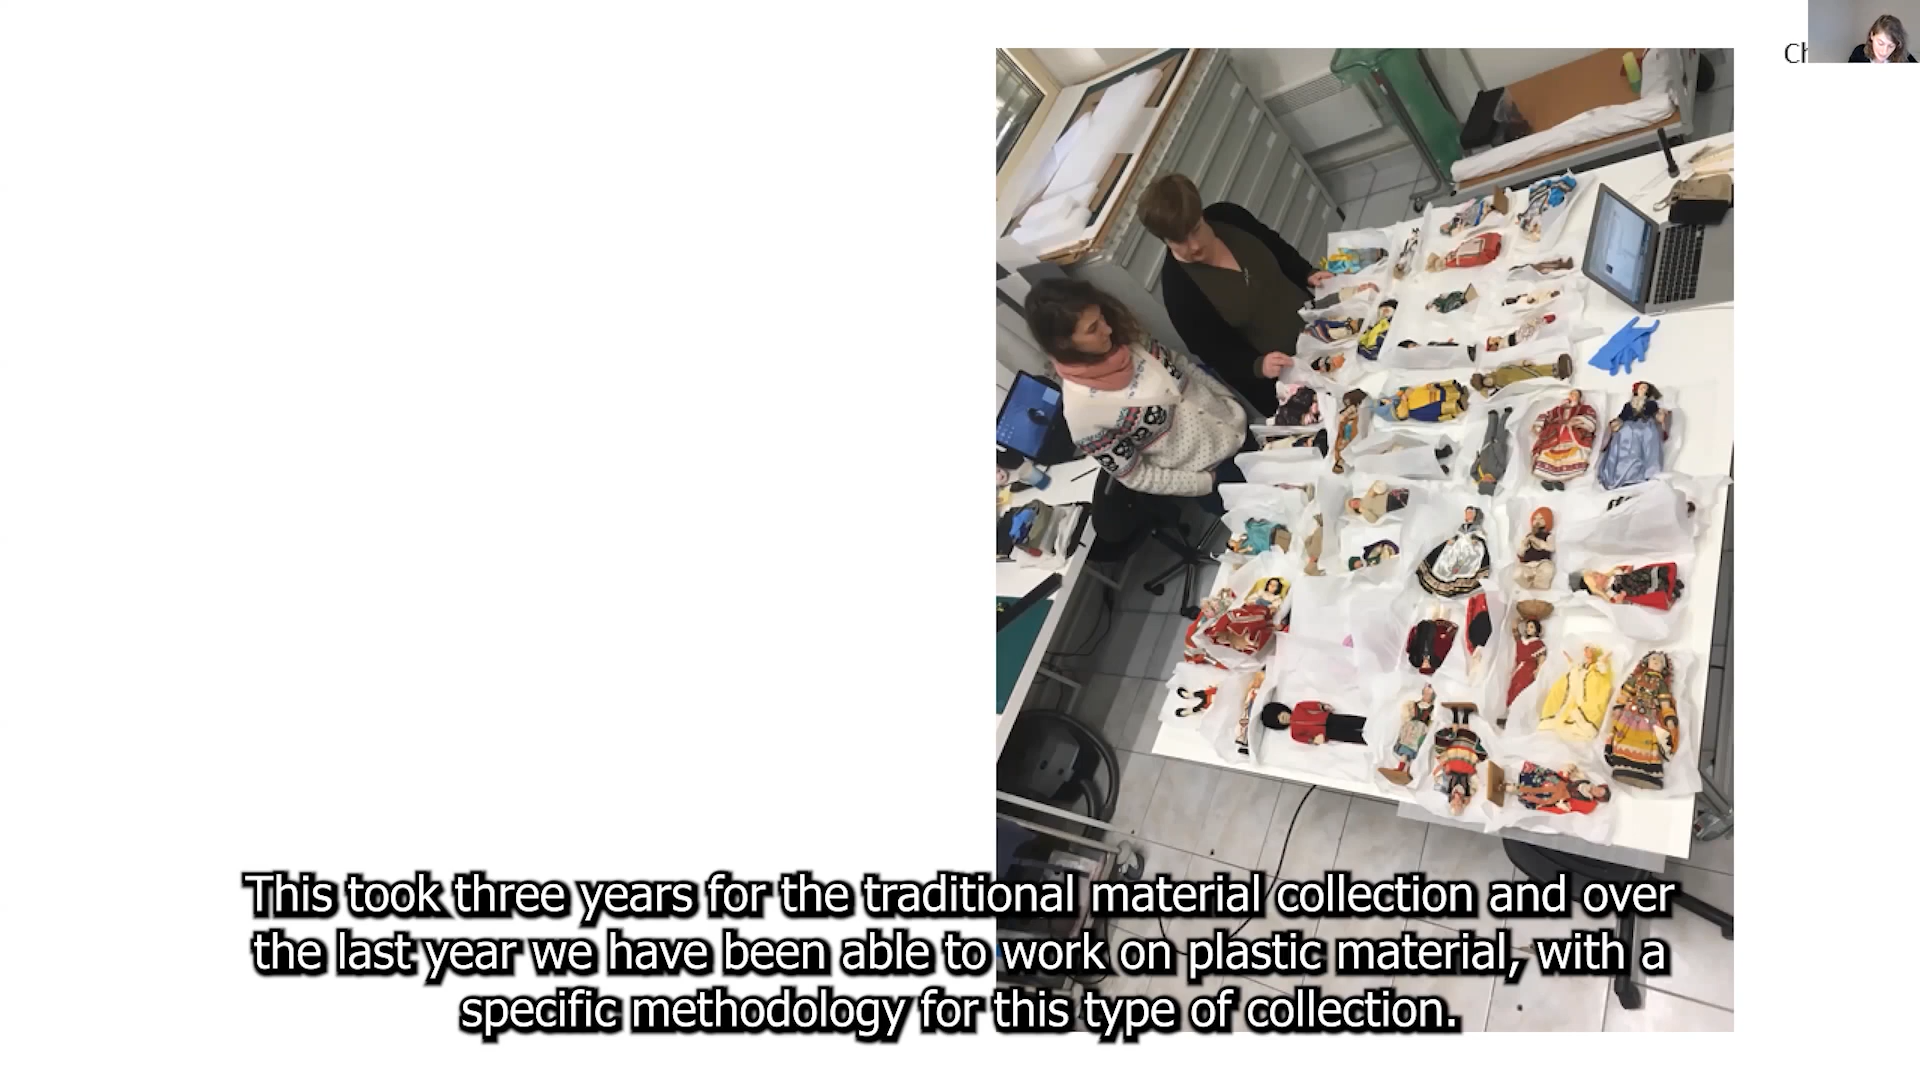 Ch
This took three years for the traditional material collection and over
the last year we have been able to work on plastic material, with a
specific methodology for this type of collection.